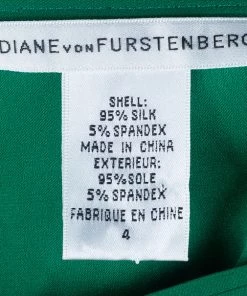 DIANE VON FURSTENBERG
SHELL:
95% SILK
5% SPANDEX
MADE IN CHINA
EXTERIEUR:
95%SOIE
5% SPANDEX
FABRIQUE EN CHINE
4